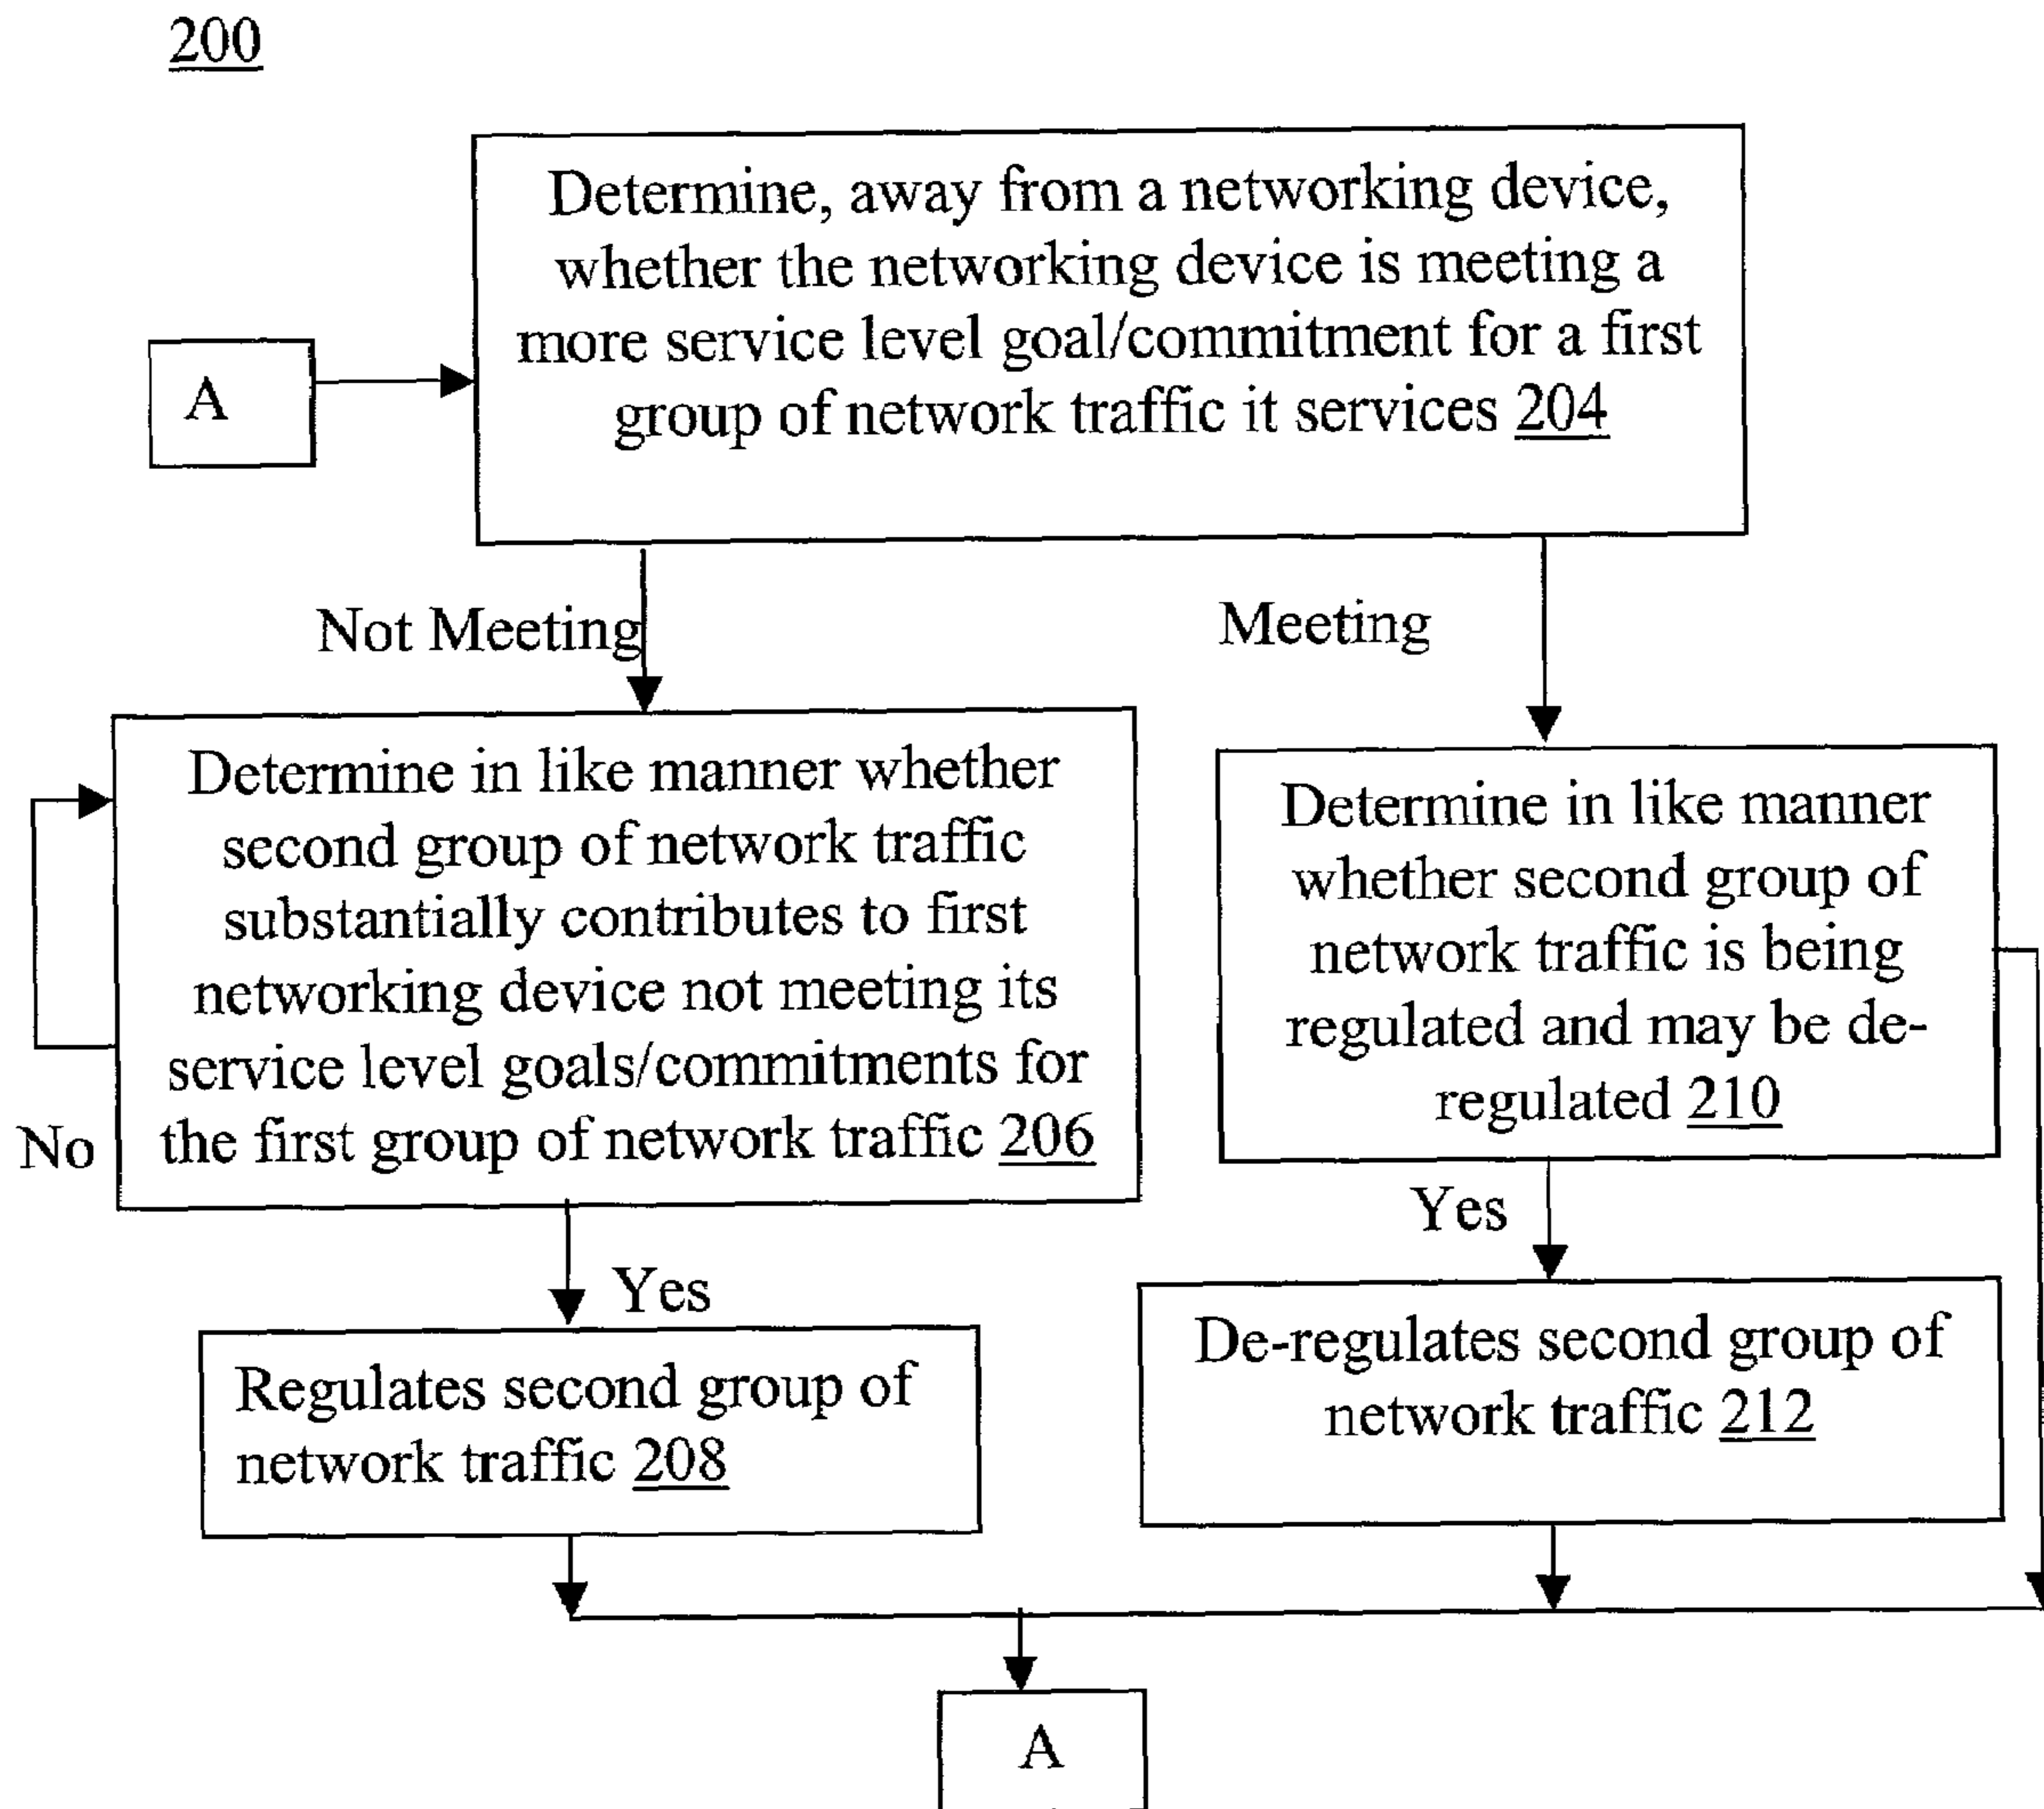 200
Determine, away from a networking device,
whether the networking device is meeting a
more service level goal/commitment for a first
group of network traffic it services 204
A
Not Meeting
Meeting
Determine in like manner whether
second group of network traffic
substantially contributes to first
networking device not meeting its
service level goals/commitments for
the first group of network traffic 206
No
Determine in like manner
whether second group of
network traffic is being
regulated and may be de-
regulated 210
Yes
Yes
Regulates second group of
network traffic 208
De-regulates second group of
network traffic 212
A